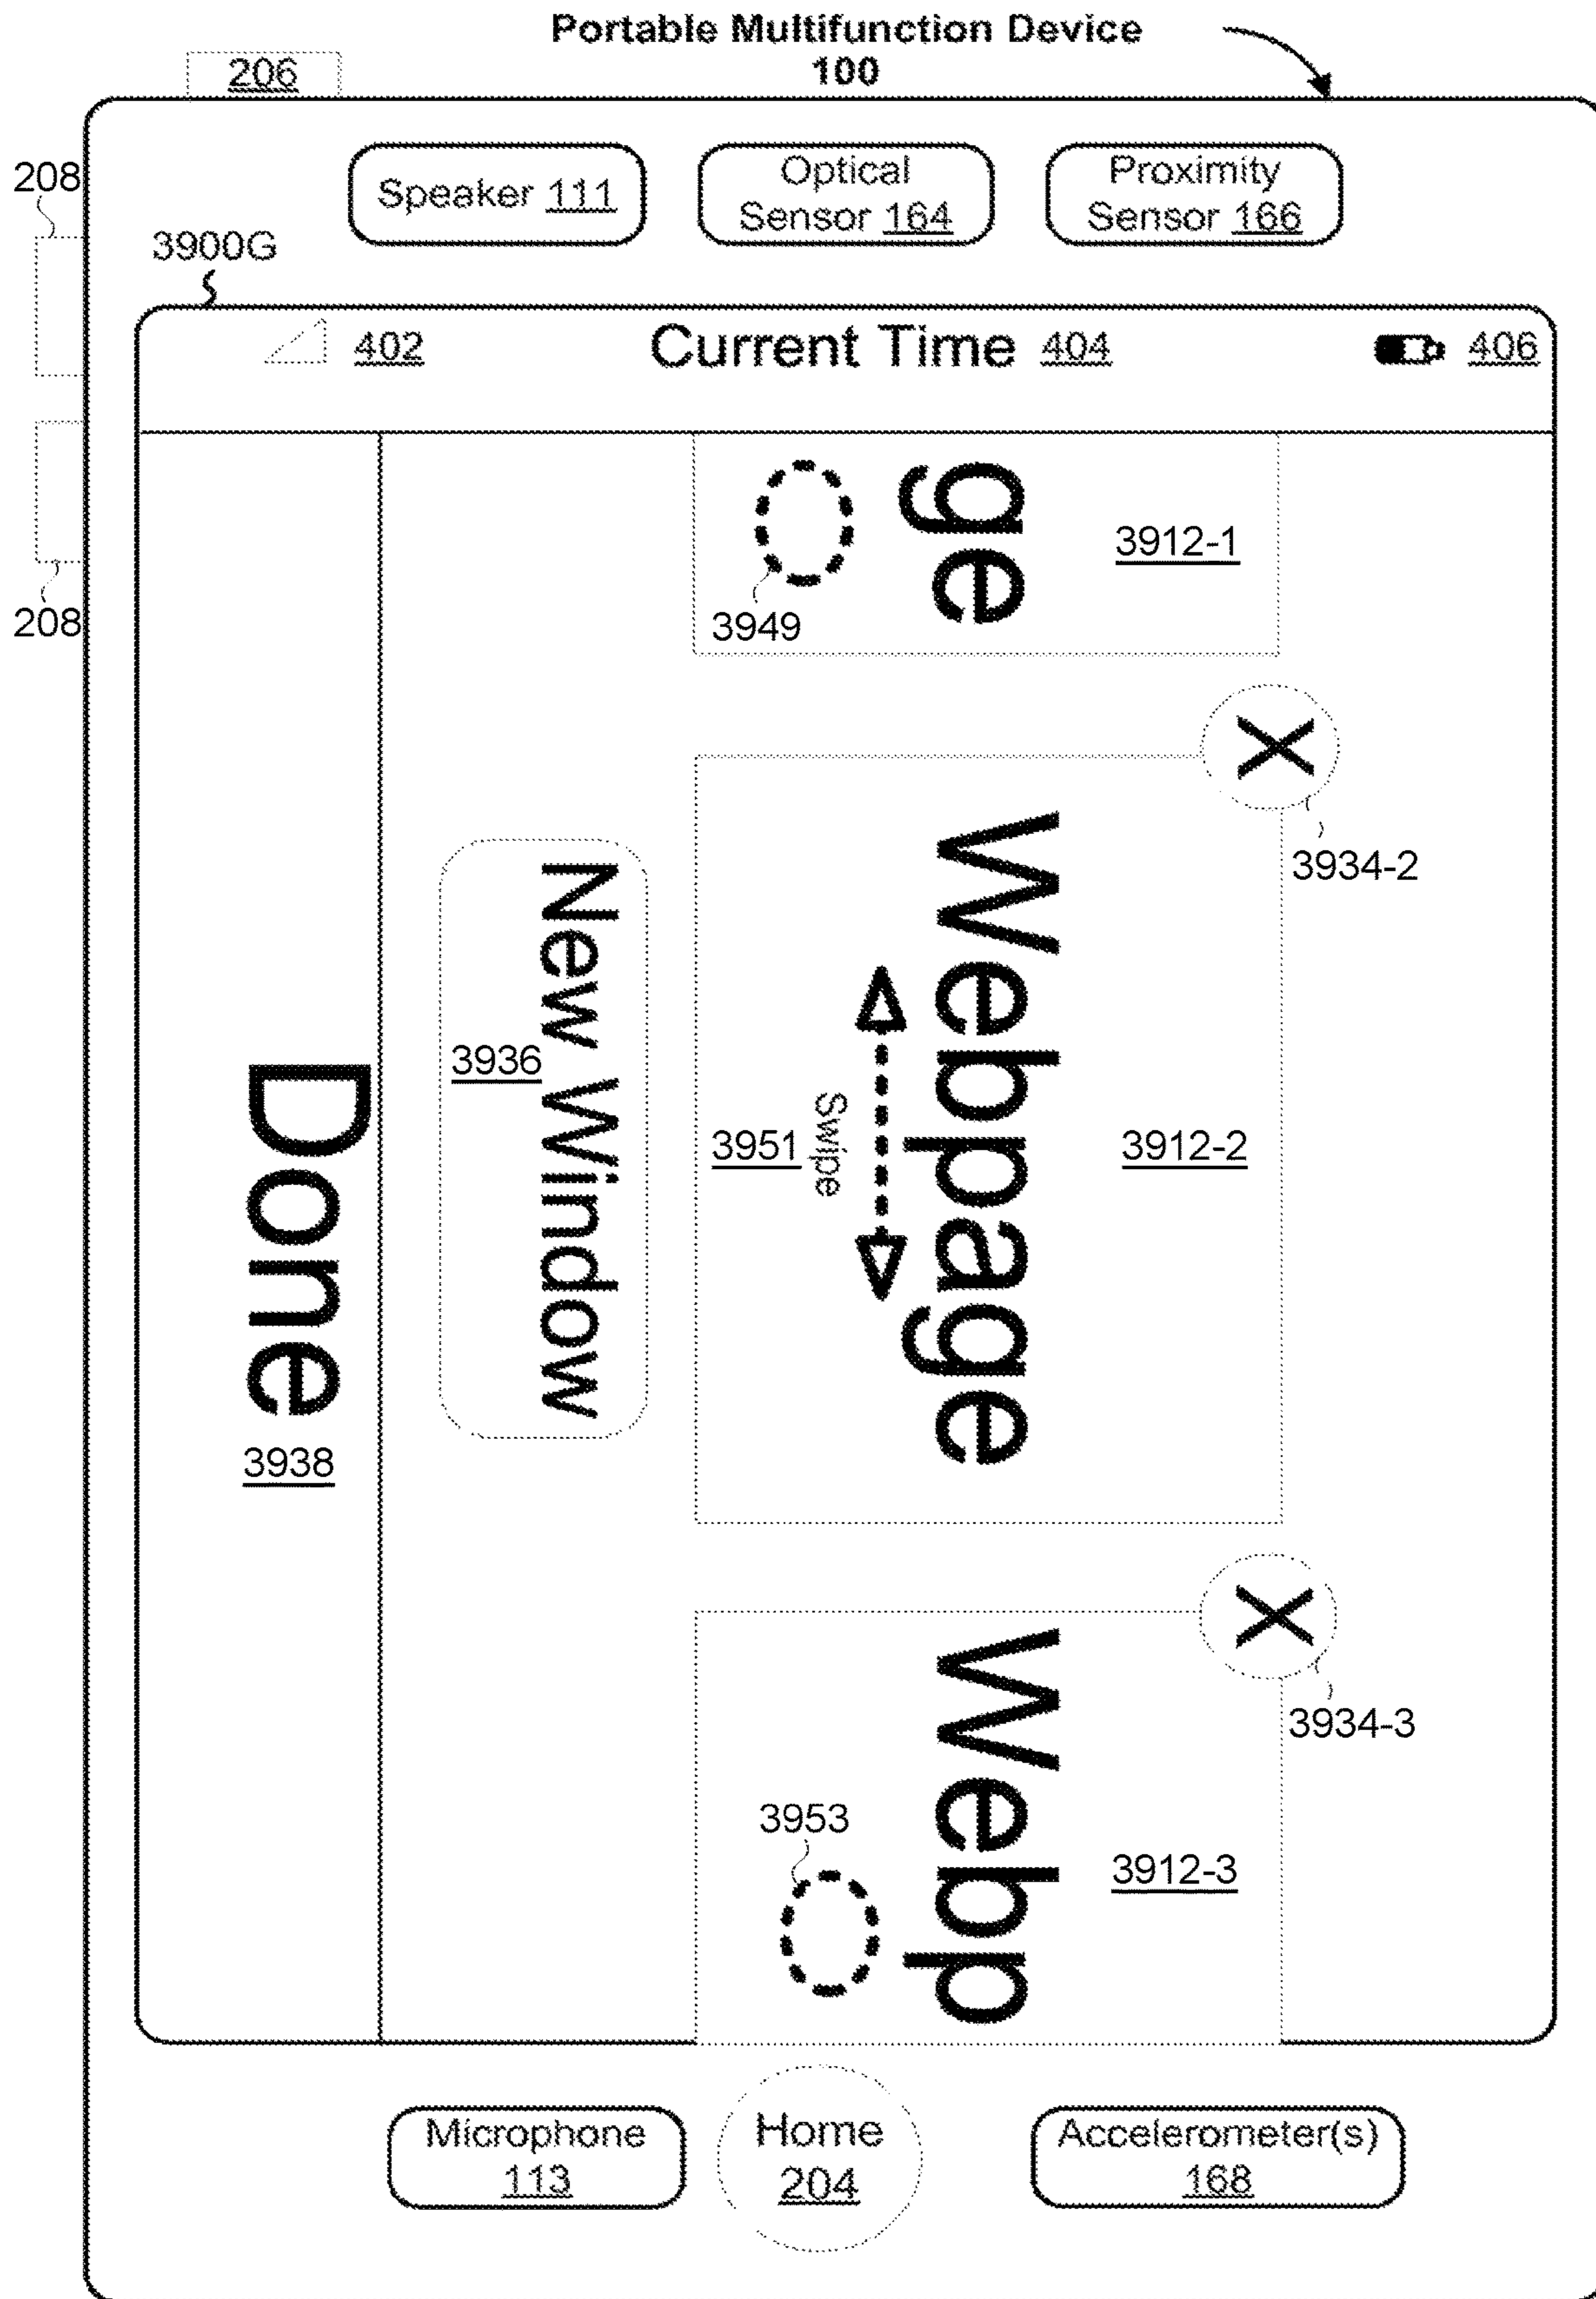 Portable Multifunction Device
100
206
208
208
Speaker 111
Optical
Sensor 164
Proximity
Sensor 166
3900G
402
Current Time 404
406
ge
3912-1
3949
X
3934-2
Webpage
3912-2
Swipe
3951
New Window
3936
Done
3938
X
3934-3
Webp
3912-3
3953
Microphone
113
Home
204
Accelerometer(s)
168